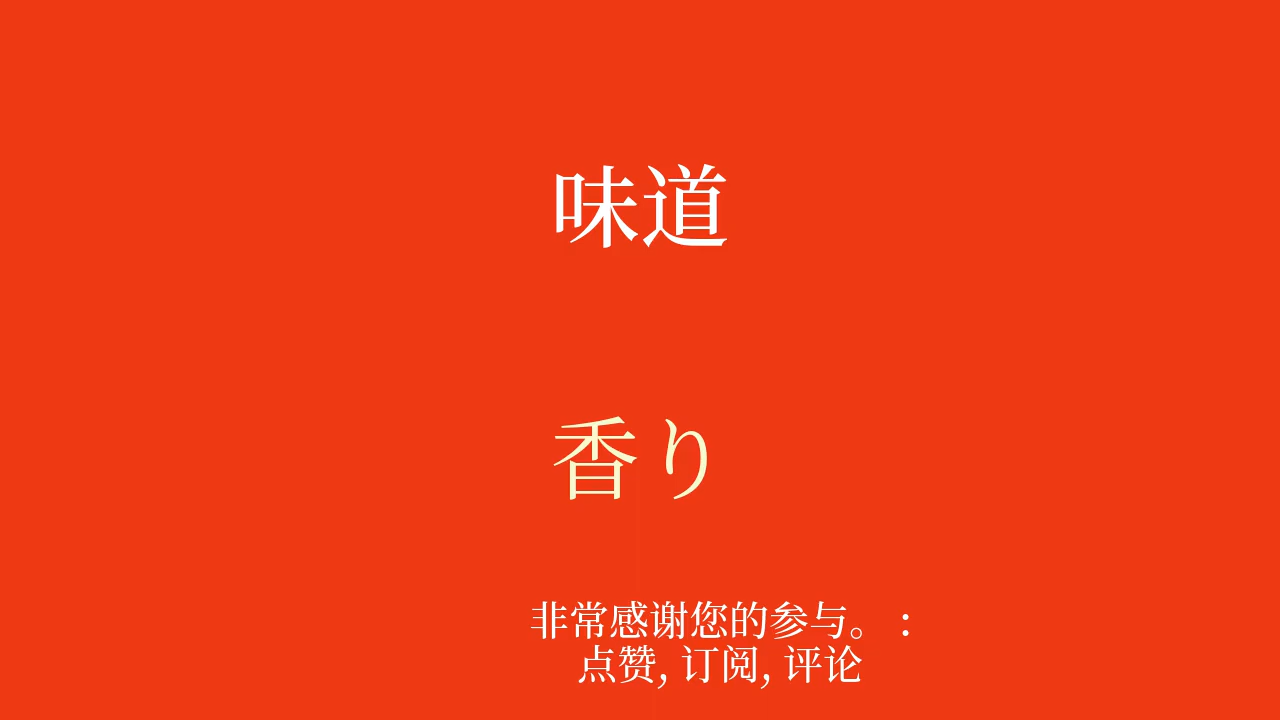 味道
香り
非常感谢您的参与。 :
点赞, 订阅, 评论